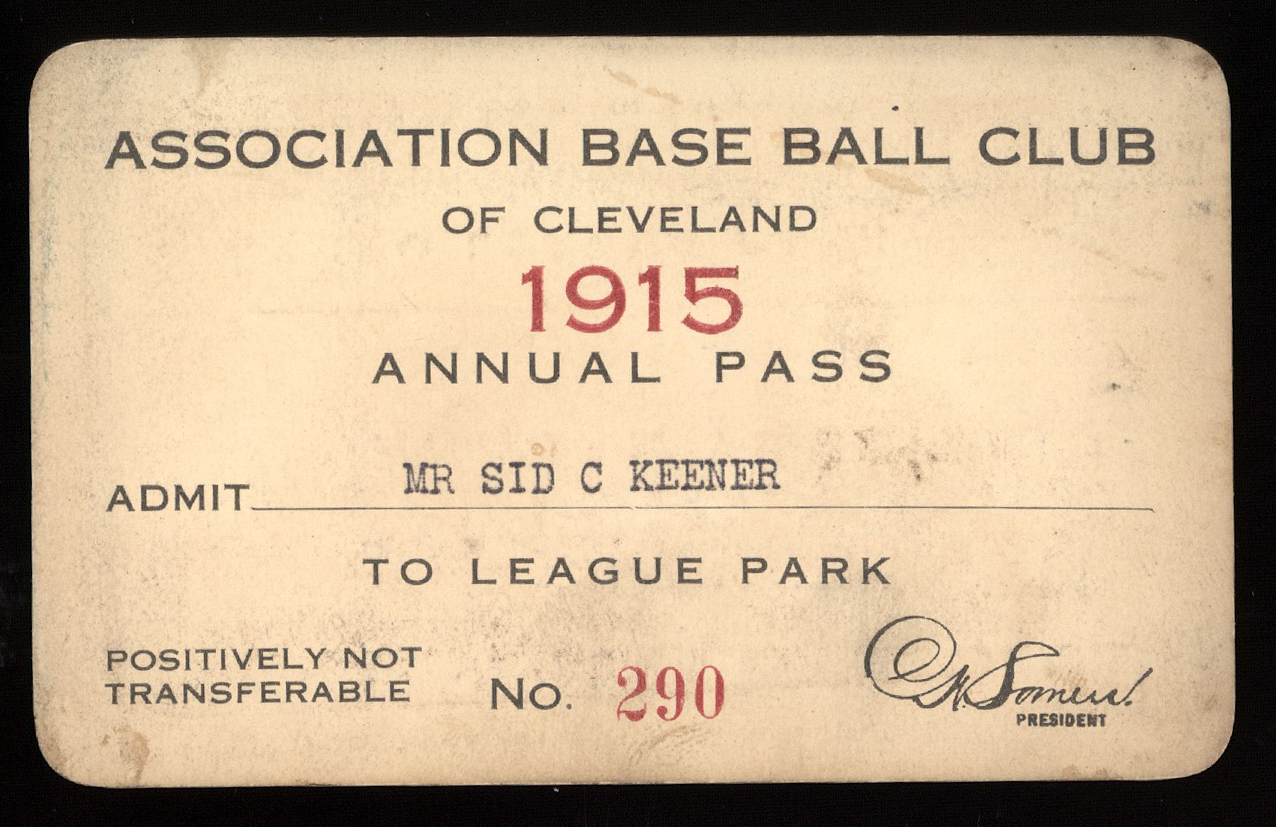 ASSOCIATION BASE BALL CLUB
OF CLEVELAND
1915
ANNUAL PASS
ADMIT MR SID C KEENER
TO LEAGUE PARK
POSITIVELY NOT
TRANSFERABLE
No. 290
C W Somers
PRESIDENT